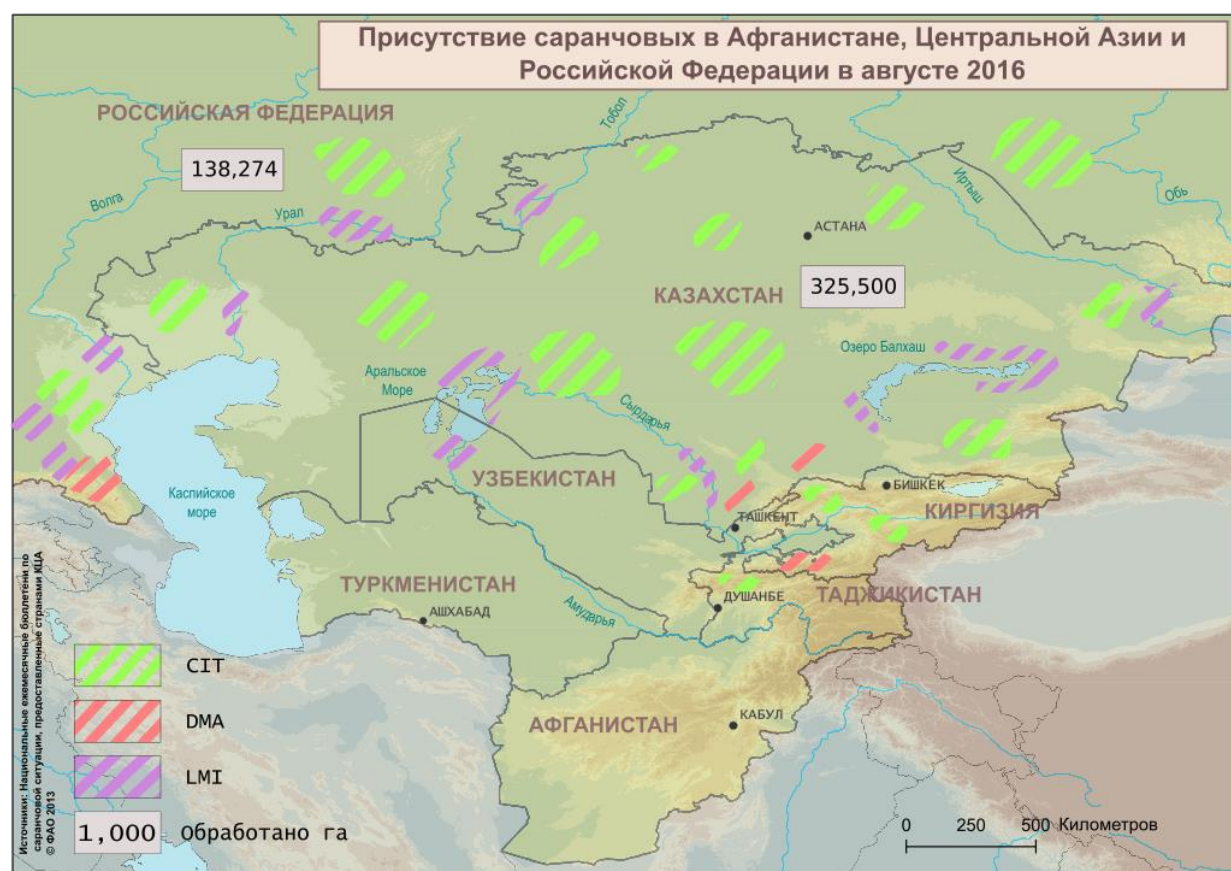 Присутствие саранчовых в Афганистане, Центральной Азии и
Российской Федерации в августе 2016
РОССИЙСКАЯ ФЕДЕРАЦИЯ
Тобол
138,274
Волга
Урал
Иртыш
Обь
АСТАНА
КАЗАХСТАН
325,500
Озеро Балхаш
Аральское
Море
Сырдарья
УЗБЕКИСТАН
БИШКЕК
Каспийское
море
КИРГИЗИЯ
ТАШКЕНТ
ТУРКМЕНИСТАН
ТАДЖИКИСТАН
ДУШАНБЕ
АШХАБАД
Амударья
АФГАНИСТАН
КАБУЛ
CIT
DMA
LMI
1,000 Обработано га
0 250 500 Километров
Источники: Национальные ежемесячные бюллетени по
саранчовой ситуации, предоставленные странами КЦА
© ФАО 2013